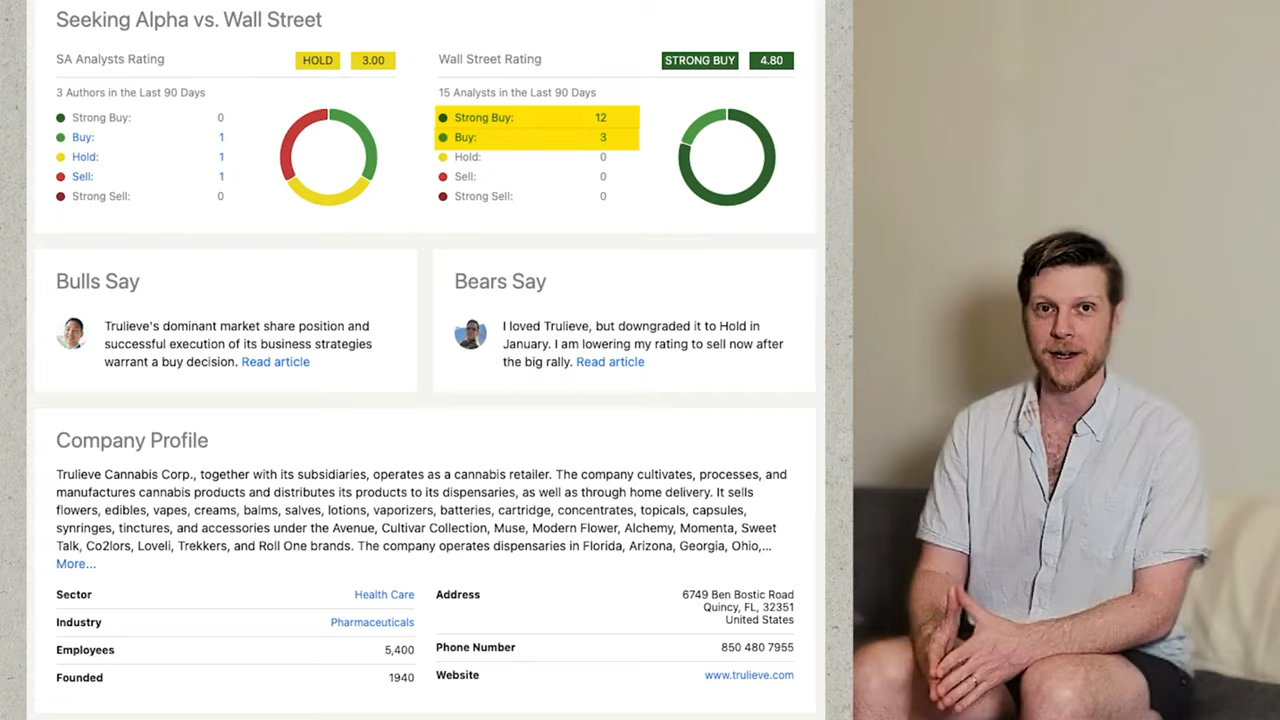 Seeking Alpha vs. Wall Street
SA Analysts Rating HOLD 3.00
3 Authors in the Last 90 Days
Strong Buy: 0
Buy: 1
Hold: 1
Sell: 1
Strong Sell: 0
Wall Street Rating STRONG BUY 4.80
15 Analysts in the Last 90 Days
Strong Buy: 12
Buy: 3
Hold: 0
Sell: 0
Strong Sell: 0
Bulls Say
Trulieve's dominant market share position and
successful execution of its business strategies
warrant a buy decision. Read article
Bears Say
I loved Trulieve, but downgraded it to Hold in
January. I am lowering my rating to sell now after
the big rally. Read article
Company Profile
Trulieve Cannabis Corp., together with its subsidiaries, operates as a cannabis retailer. The company cultivates, processes, and
manufactures cannabis products and distributes its products to its dispensaries, as well as through home delivery. It sells
flowers, edibles, vapes, creams, balms, salves, lotions, vaporizers, batteries, cartridge, concentrates, topicals, capsules,
synringes, tinctures, and accessories under the Avenue, Cultivar Collection, Muse, Modern Flower, Alchemy, Momenta, Sweet
Talk, Co2lors, Loveli, Trekkers, and Roll One brands. The company operates dispensaries in Florida, Arizona, Georgia, Ohio,...
More...
Sector Health Care
Industry Pharmaceuticals
Employees 5,400
Founded 1940
Address 6749 Ben Bostic Road
Quincy, FL, 32351
United States
Phone Number 850 480 7955
Website www.trulieve.com